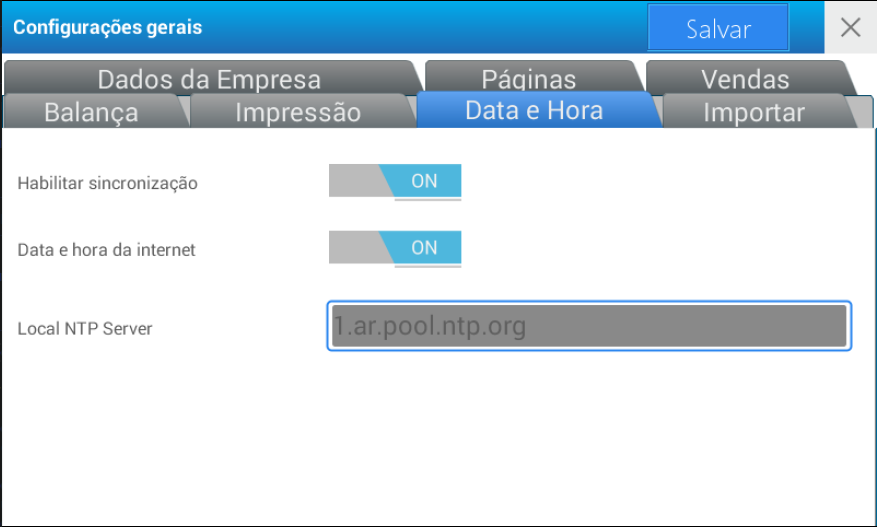 Configurações gerais
Salvar
Dados da Empresa
Páginas
Vendas
Balança
Impressão
Data e Hora
Importar
Habilitar sincronização
ON
Data e hora da internet
ON
Local NTP Server
1.ar.pool.ntp.org